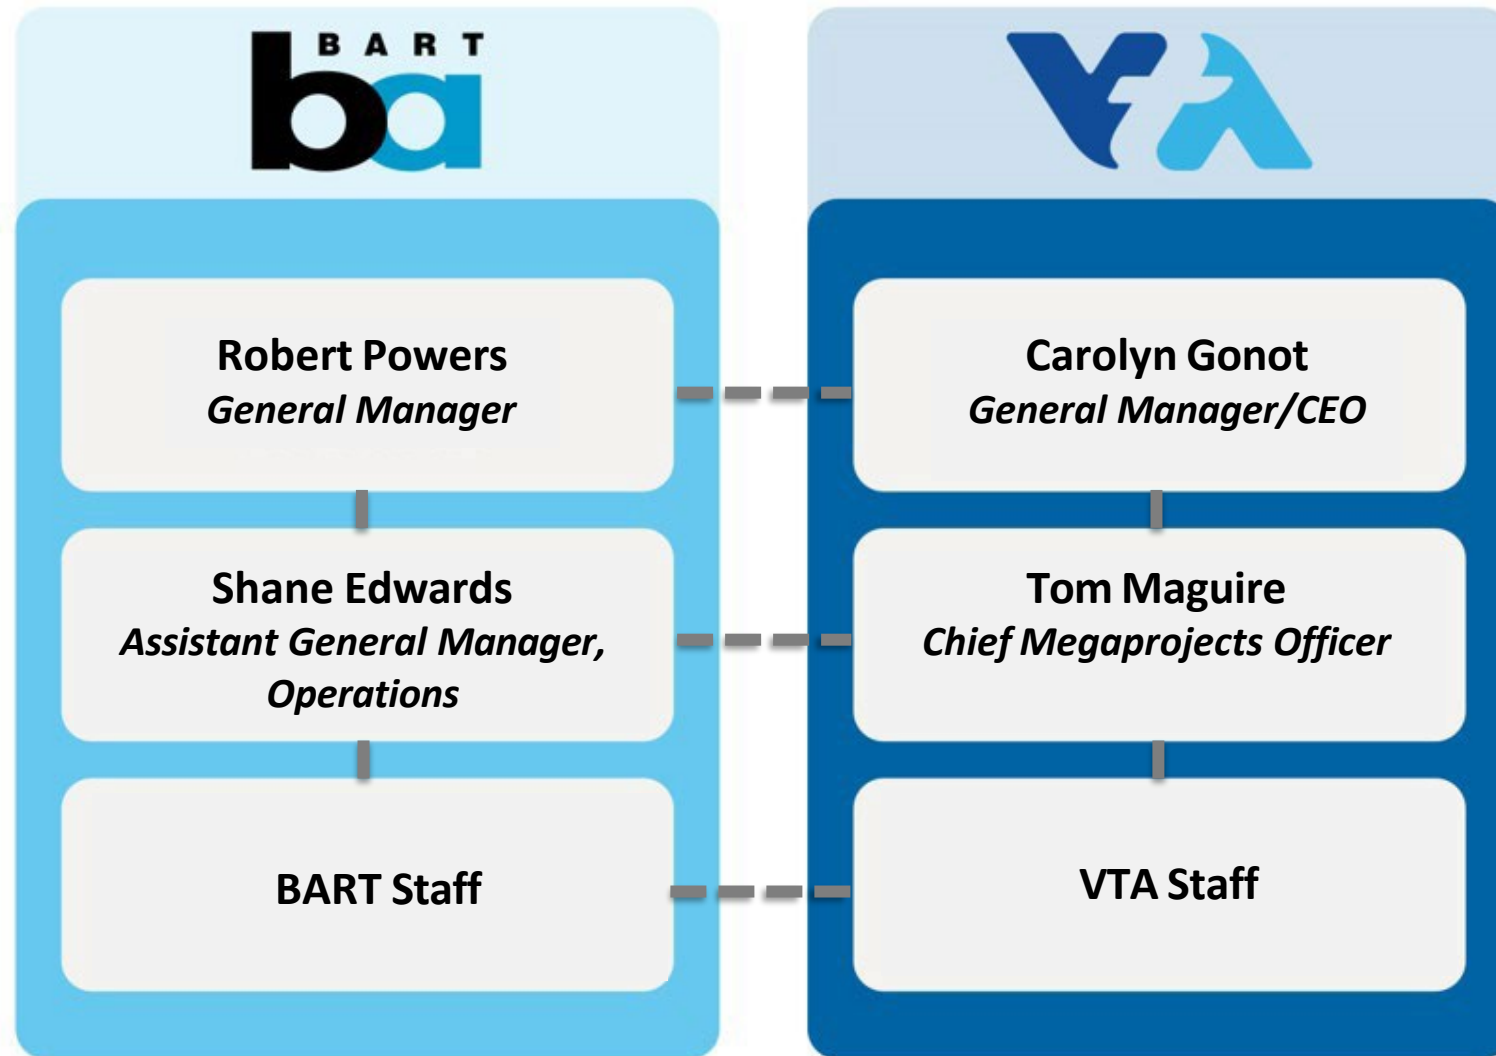 BART
ba
VTA
Robert Powers
General Manager
Carolyn Gonot
General Manager/CEO
Shane Edwards
Assistant General Manager,
Operations
Tom Maguire
Chief Megaprojects Officer
BART Staff
VTA Staff